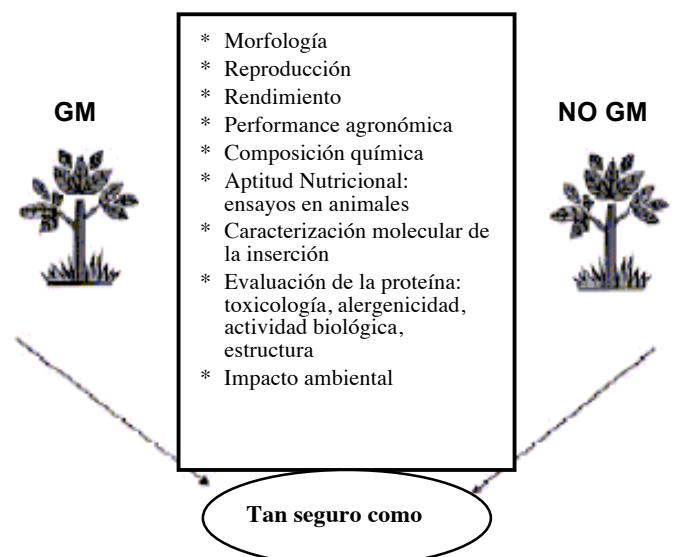 GM
* Morfología
* Reproducción
* Rendimiento
* Performance agronómica
* Composición química
* Aptitud Nutricional:
ensayos en animales
* Caracterización molecular de
la inserción
* Evaluación de la proteína:
toxicología, alergenicidad,
actividad biológica,
estructura
* Impacto ambiental
NO GM
Tan seguro como